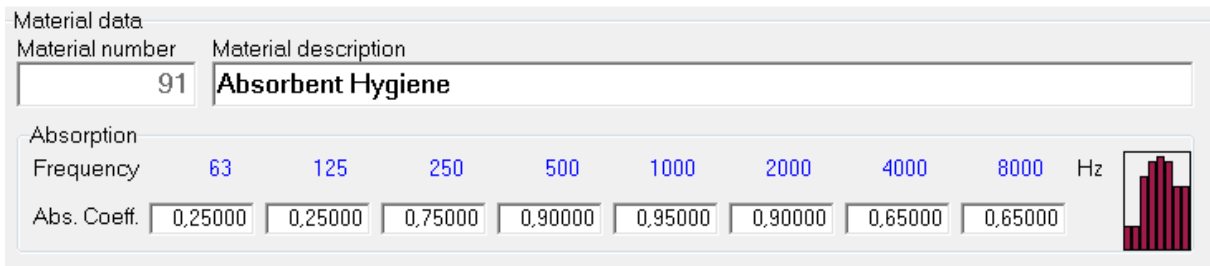 Material data
Material number Material description
91 Absorbent Hygiene
Absorption
Frequency 63 125 250 500 1000 2000 4000 8000 Hz
Abs. Coeff. 0,25000 0,25000 0,75000 0,90000 0,95000 0,90000 0,65000 0,65000